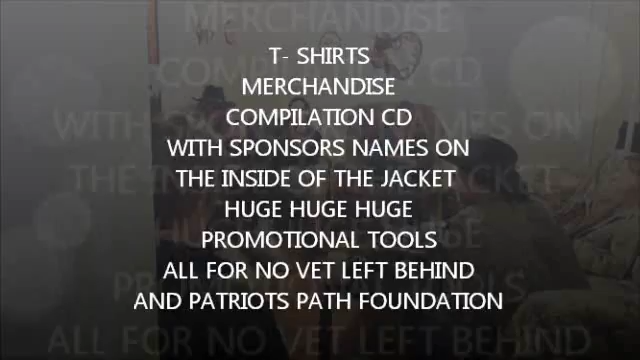 T- SHIRTS
MERCHANDISE
COMPILATION CD
WITH SPONSORS NAMES ON
THE INSIDE OF THE JACKET
HUGE HUGE HUGE
PROMOTIONAL TOOLS
ALL FOR NO VET LEFT BEHIND
AND PATRIOTS PATH FOUNDATION